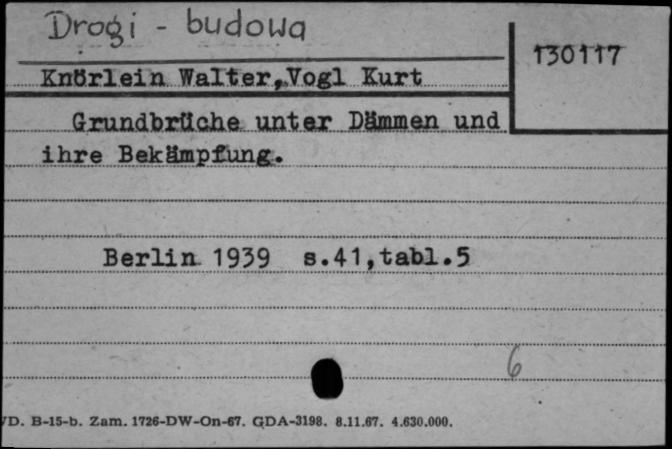 Drogi - budowa
130117
Knörlein Walter,Vogl Kurt
Grundbrüche unter Dämmen und
ihre Bekämpfung.
Berlin 1939 s.41,tabl.5
6
/D. B-15-b. Zam. 1726-DW-On-67. GDA-3198. 8.11.67. 4.630.000.